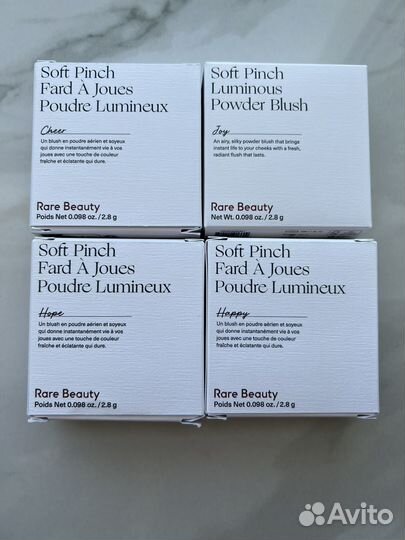 Soft Pinch
Fard À Joues
Poudre Lumineux
Cheer
Un blush en poudre aérien et soyeux
qui donne instantanément vie à vos
joues avec une touche de couleur
fraîche et éclatante qui dure.
Rare Beauty
Poids Net 0.098 oz. / 2.8 g
Soft Pinch
Luminous
Powder Blush
Joy
An airy, silky powder blush that brings
instant life to your cheeks with a fresh,
radiant flush that lasts.
Rare Beauty
Net Wt. 0.098 oz. / 2.8 g
Soft Pinch
Fard À Joues
Poudre Lumineux
Hope
Un blush en poudre aérien et soyeux
qui donne instantanément vie à vos
joues avec une touche de couleur
fraîche et éclatante qui dure.
Rare Beauty
Poids Net 0.098 oz. / 2.8 g
Soft Pinch
Fard À Joues
Poudre Lumineux
Happy
Un blush en poudre aérien et soyeux
qui donne instantanément vie à vos
joues avec une touche de couleur
fraîche et éclatante qui dure.
Rare Beauty
Poids Net 0.098 oz. / 2.8 g
Avito